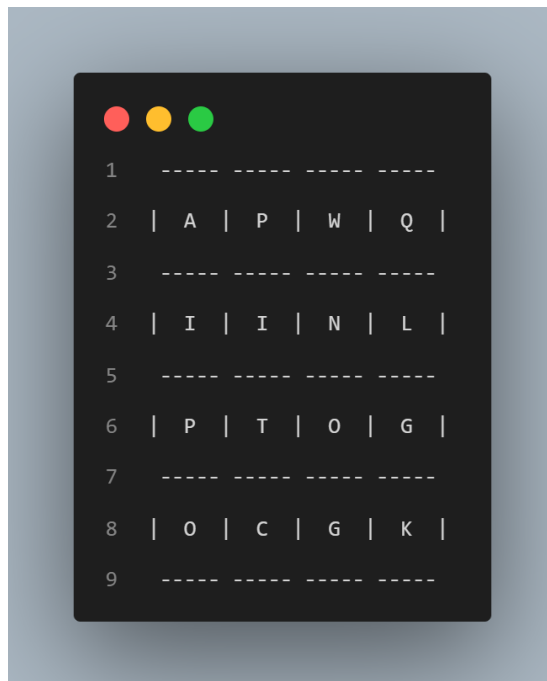 1 ----- ----- ----- -----
2 | A | P | W | Q |
3 ----- ----- ----- -----
4 | I | I | N | L |
5 ----- ----- ----- -----
6 | P | T | O | G |
7 ----- ----- ----- -----
8 | O | C | G | K |
9 ----- ----- ----- -----